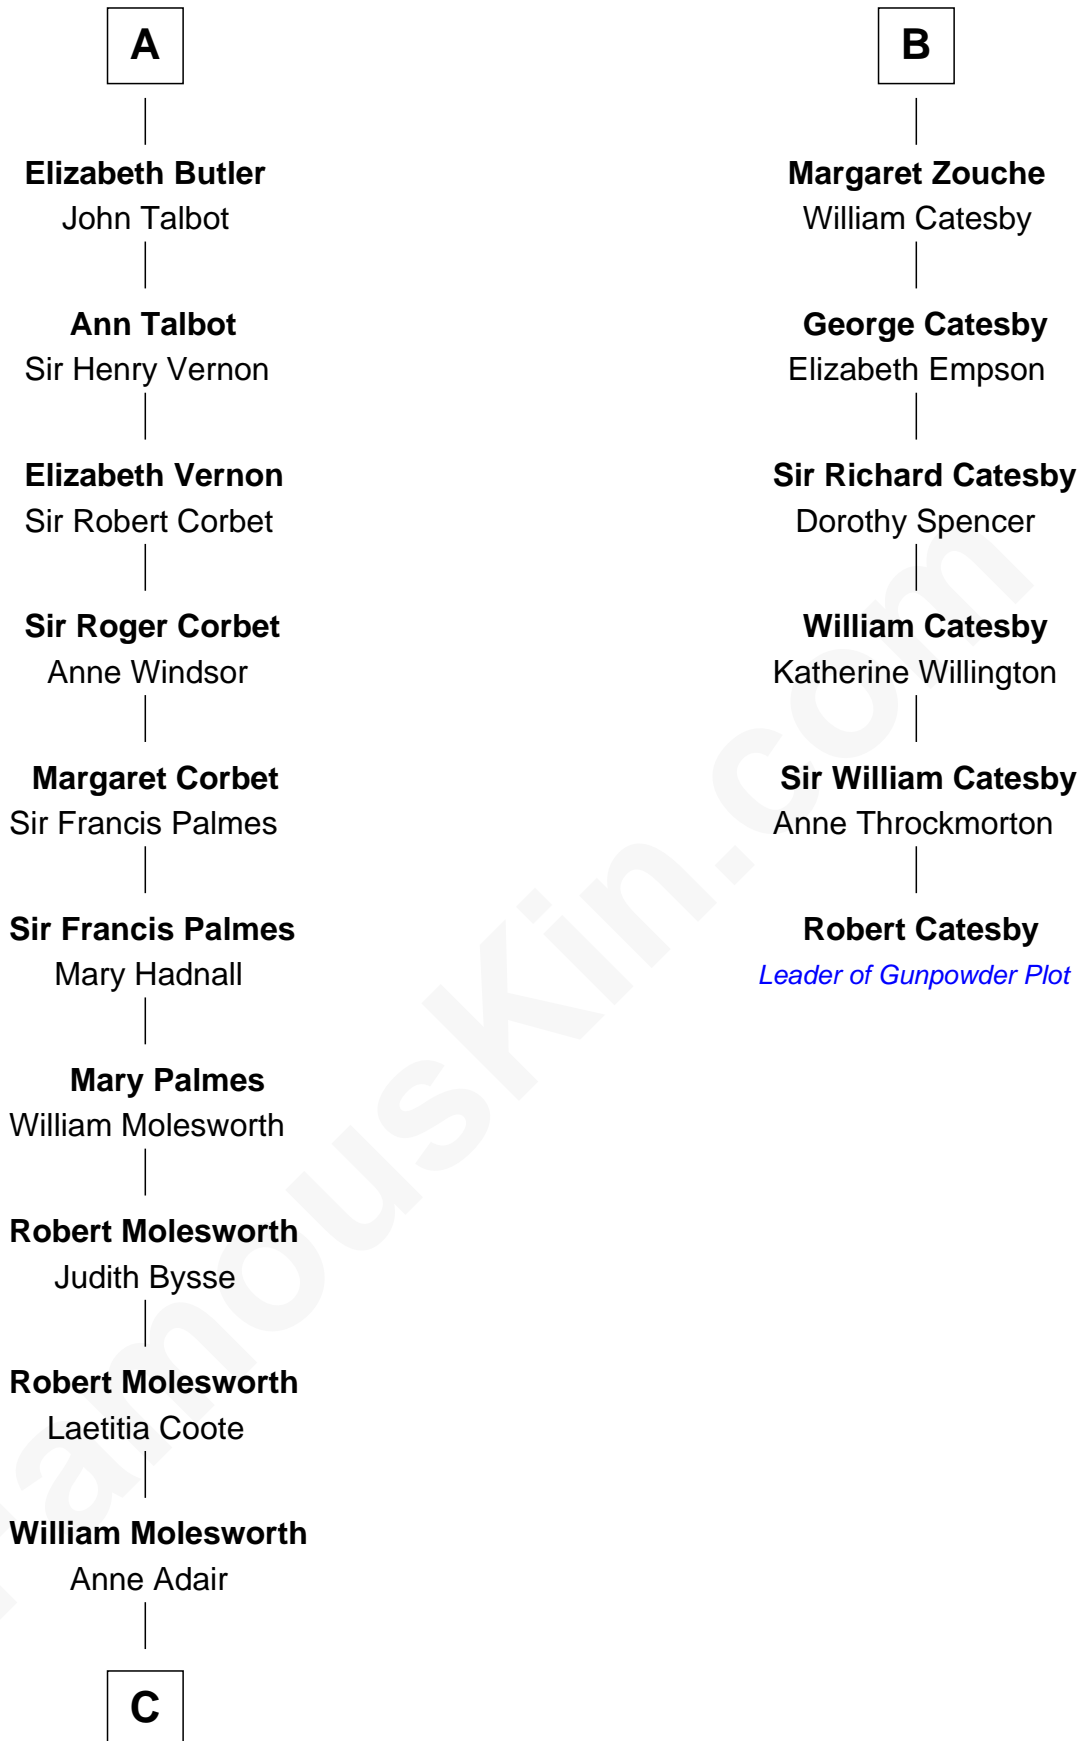 A
Elizabeth Butler
John Talbot
Ann Talbot
Sir Henry Vernon
Elizabeth Vernon
Sir Robert Corbet
Sir Roger Corbet
Anne Windsor
Margaret Corbet
Sir Francis Palmes
Sir Francis Palmes
Mary Hadnall
Mary Palmes
William Molesworth
Robert Molesworth
Judith Bysse
Robert Molesworth
Laetitia Coote
William Molesworth
Anne Adair
C
B
Margaret Zouche
William Catesby
George Catesby
Elizabeth Empson
Sir Richard Catesby
Dorothy Spencer
William Catesby
Katherine Willington
Sir William Catesby
Anne Throckmorton
Robert Catesby
Leader of Gunpowder Plot
FamousKin.com